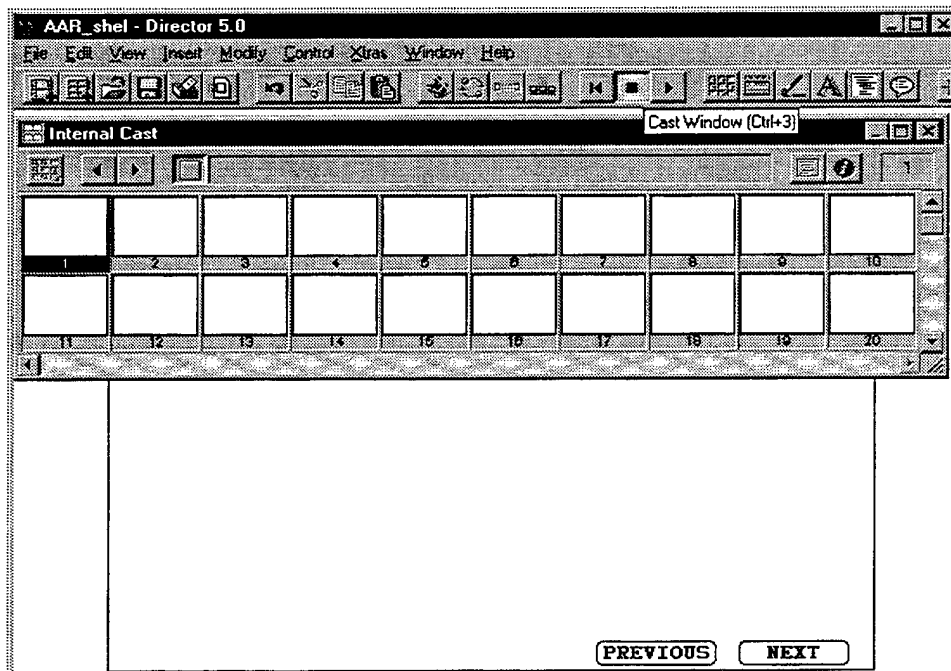 AAR_shel - Director 5.0
File Edit View Insert Modify Control Xtras Window Help
Cast Window (Ctrl+3)
Internal Cast
1
1 2 3 4 5 6 7 8 9 10
11 12 13 14 15 16 17 18 19 20
PREVIOUS NEXT